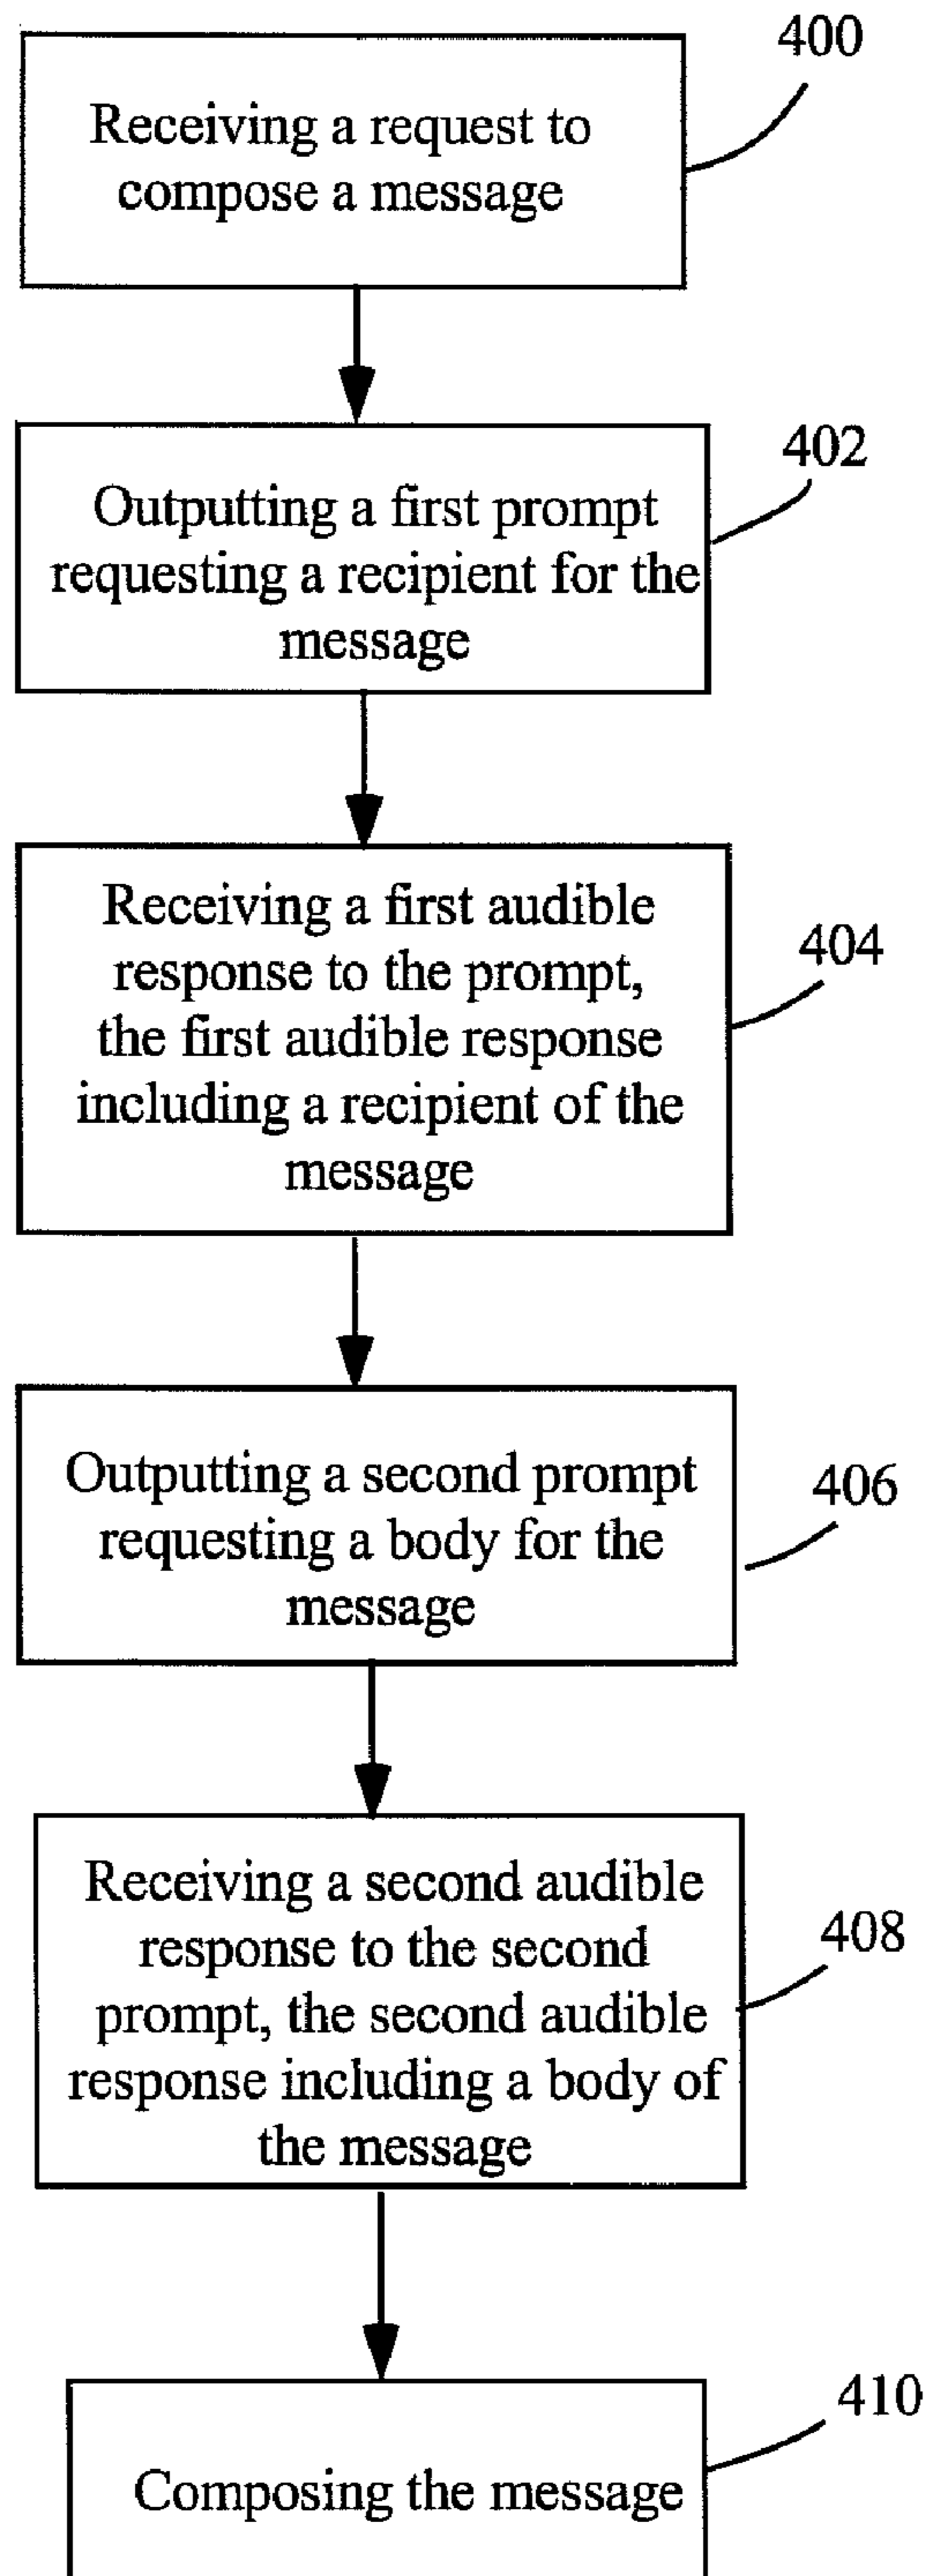 400
Receiving a request to
compose a message
402
Outputting a first prompt
requesting a recipient for the
message
Receiving a first audible
response to the prompt,
404
the first audible response
including a recipient of the
message
Outputting a second prompt
406
requesting a body for the
message
Receiving a second audible
408
response to the second
prompt, the second audible
response including a body of
the message
410
Composing the message